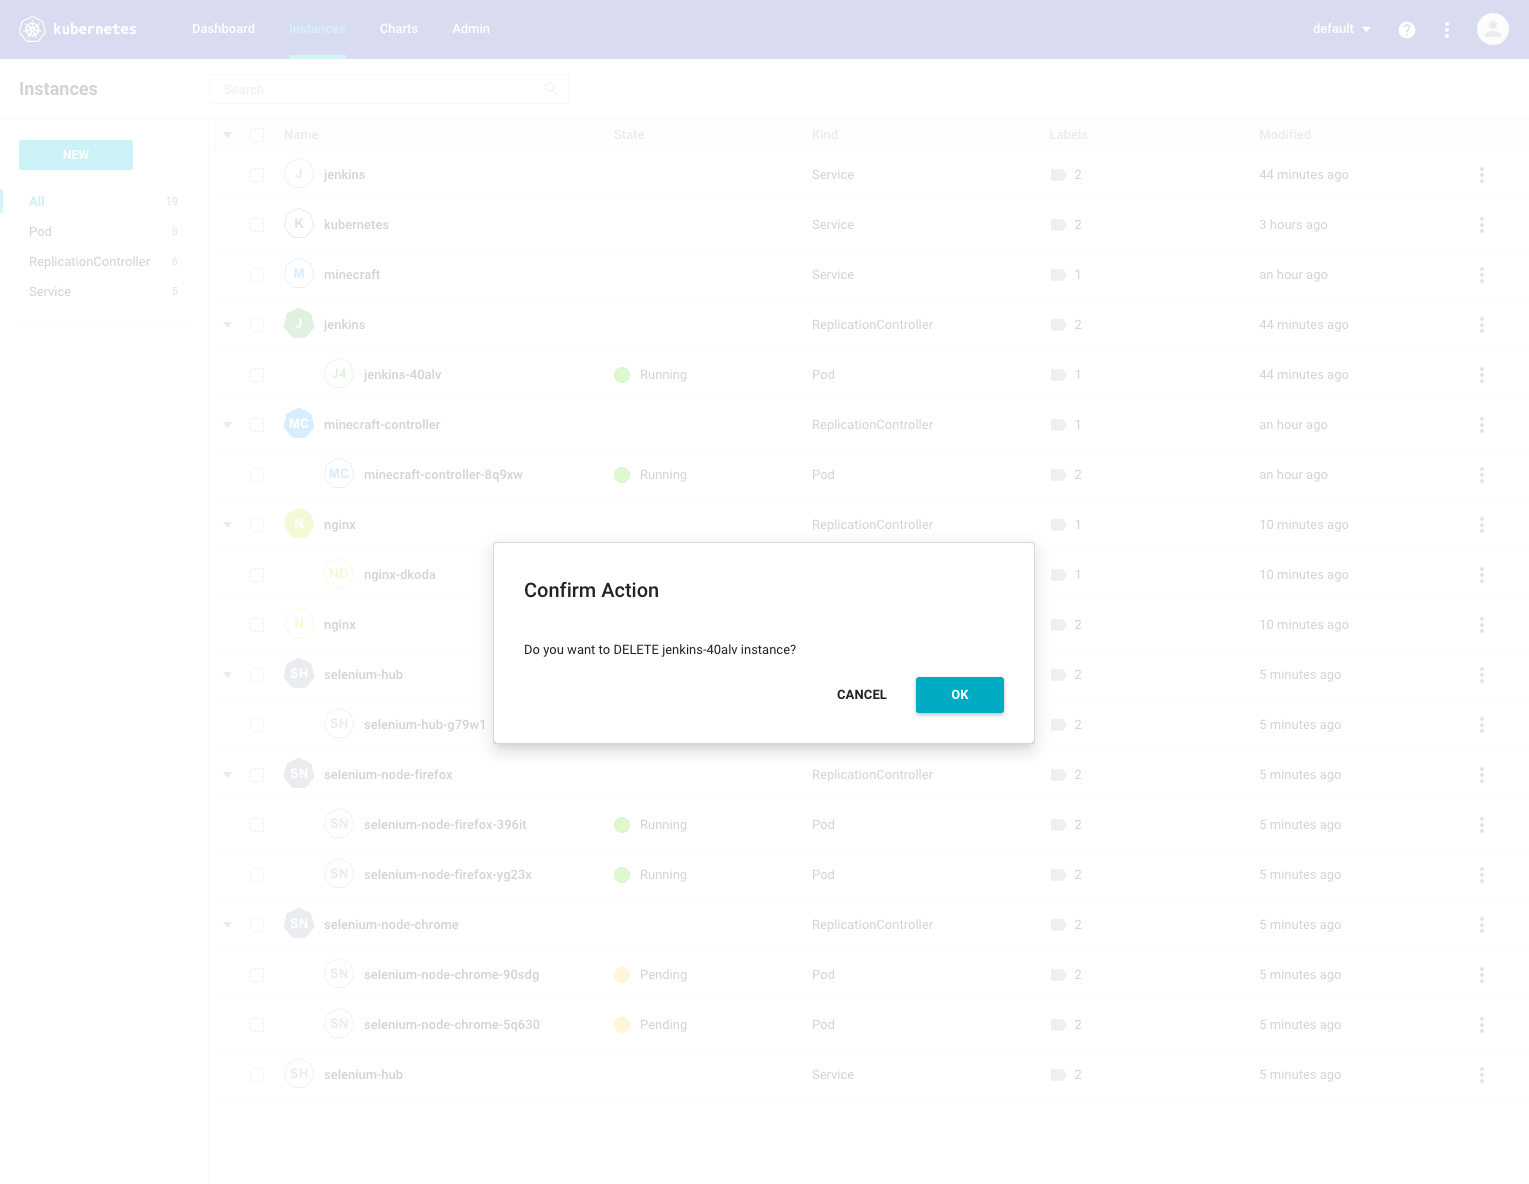 kubernetes Dashboard Instances Charts Admin default ?
Instances Search
NEW
All 19
Pod 8
ReplicationController 6
Service 5
Name State Kind Labels Modified
J jenkins Service 2 44 minutes ago
K kubernetes Service 2 3 hours ago
M minecraft Service 1 an hour ago
J jenkins ReplicationController 2 44 minutes ago
J4 jenkins-40alv Running Pod 1 44 minutes ago
MC minecraft-controller ReplicationController 1 an hour ago
MC minecraft-controller-8q9xw Running Pod 2 an hour ago
N nginx ReplicationController 1 10 minutes ago
ND nginx-dkoda 1 10 minutes ago
N nginx 2 10 minutes ago
SH selenium-hub 2 5 minutes ago
SH selenium-hub-g79w1 2 5 minutes ago
SN selenium-node-firefox ReplicationController 2 5 minutes ago
SN selenium-node-firefox-396it Running Pod 2 5 minutes ago
SN selenium-node-firefox-yg23x Running Pod 2 5 minutes ago
SN selenium-node-chrome ReplicationController 2 5 minutes ago
SN selenium-node-chrome-90sdg Pending Pod 2 5 minutes ago
SN selenium-node-chrome-5q630 Pending Pod 2 5 minutes ago
SH selenium-hub Service 2 5 minutes ago
Confirm Action
Do you want to DELETE jenkins-40alv instance?
CANCEL OK